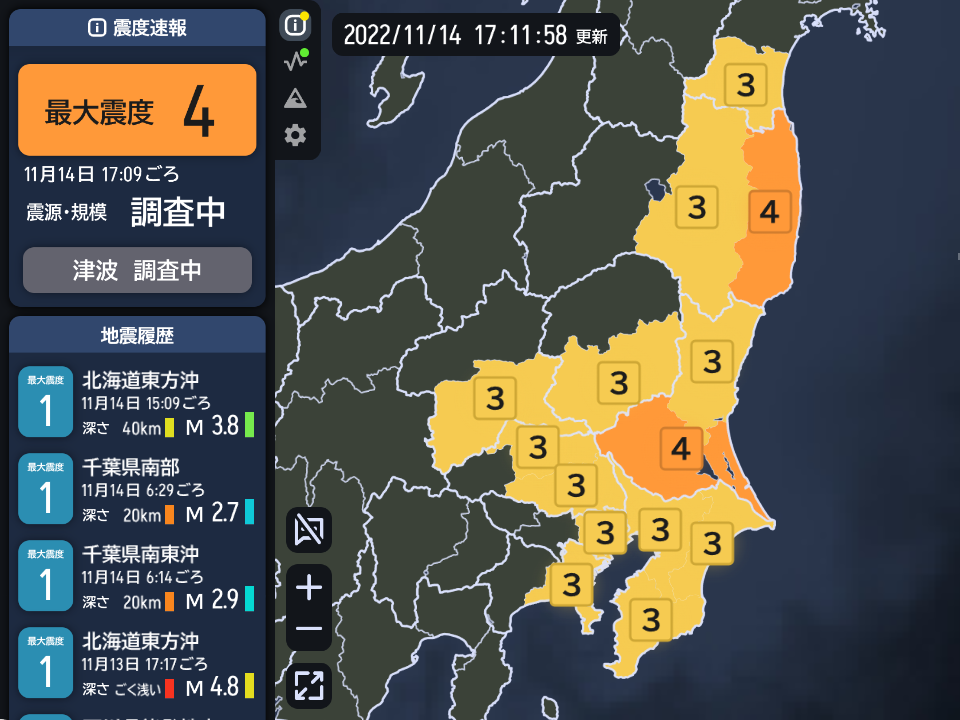 震度速報
最大震度 4
11月14日 17:09ごろ
震源・規模 調査中
津波 調査中
地震履歴
最大震度
1
北海道東方沖
11月14日 15:09ごろ
深さ 40km M 3.8
最大震度
1
千葉県南部
11月14日 6:29ごろ
深さ 20km M 2.7
最大震度
1
千葉県南東沖
11月14日 6:14ごろ
深さ 20km M 2.9
最大震度
1
北海道東方沖
11月13日 17:17ごろ
深さ ごく浅い M 4.8
2022/11/14 17:11:58 更新
3
3
4
3
3
3
3
4
3
3
3
3
3
3